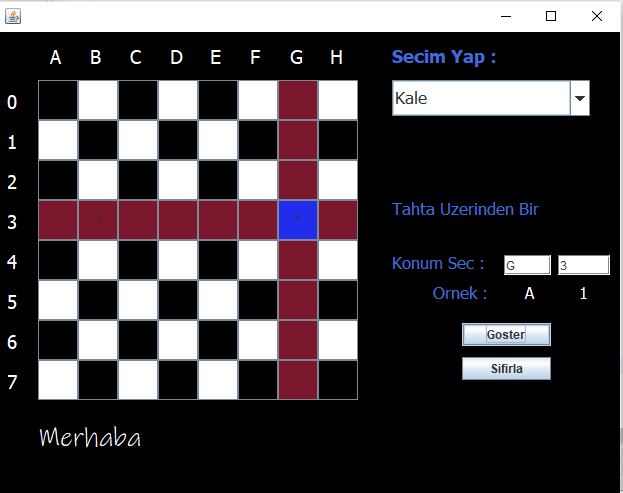 A B C D E F G H
Secim Yap :
0
Kale
1
2
Tahta Uzerinden Bir
3
Konum Sec : G 3
4
Ornek : A 1
5
Goster
6
Sifirla
7
Merhaba